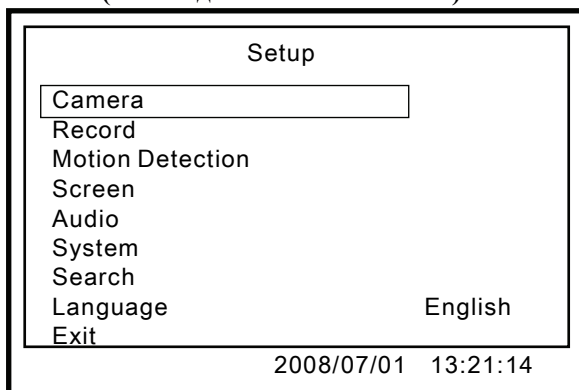 Setup
Camera
Record
Motion Detection
Screen
Audio
System
Search
Language English
Exit
2008/07/01 13:21:14